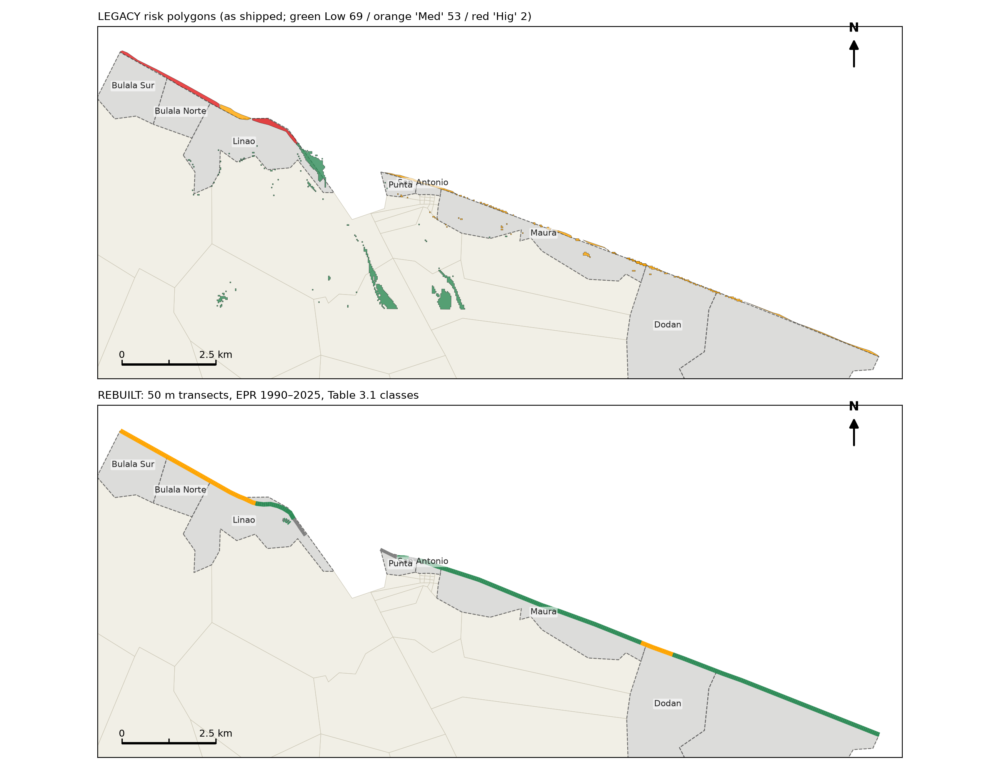 LEGACY risk polygons (as shipped; green Low 69 / orange 'Med' 53 / red 'Hig' 2)
N
Bulala Sur
Bulala Norte
Linao
San Antonio
Punta
Maura
Dodan
0 2.5 km
REBUILT: 50 m transects, EPR 1990–2025, Table 3.1 classes
N
Bulala Sur
Bulala Norte
Linao
San Antonio
Punta
Maura
Dodan
0 2.5 km